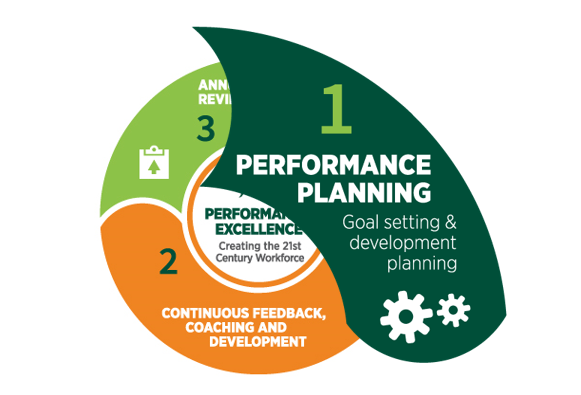 1
PERFORMANCE
PLANNING
Goal setting &
development
planning
2
CONTINUOUS FEEDBACK,
COACHING AND
DEVELOPMENT
3
ANN
REVI
PERFORMAN
EXCELLENCE
Creating the 21st
Century Workforce